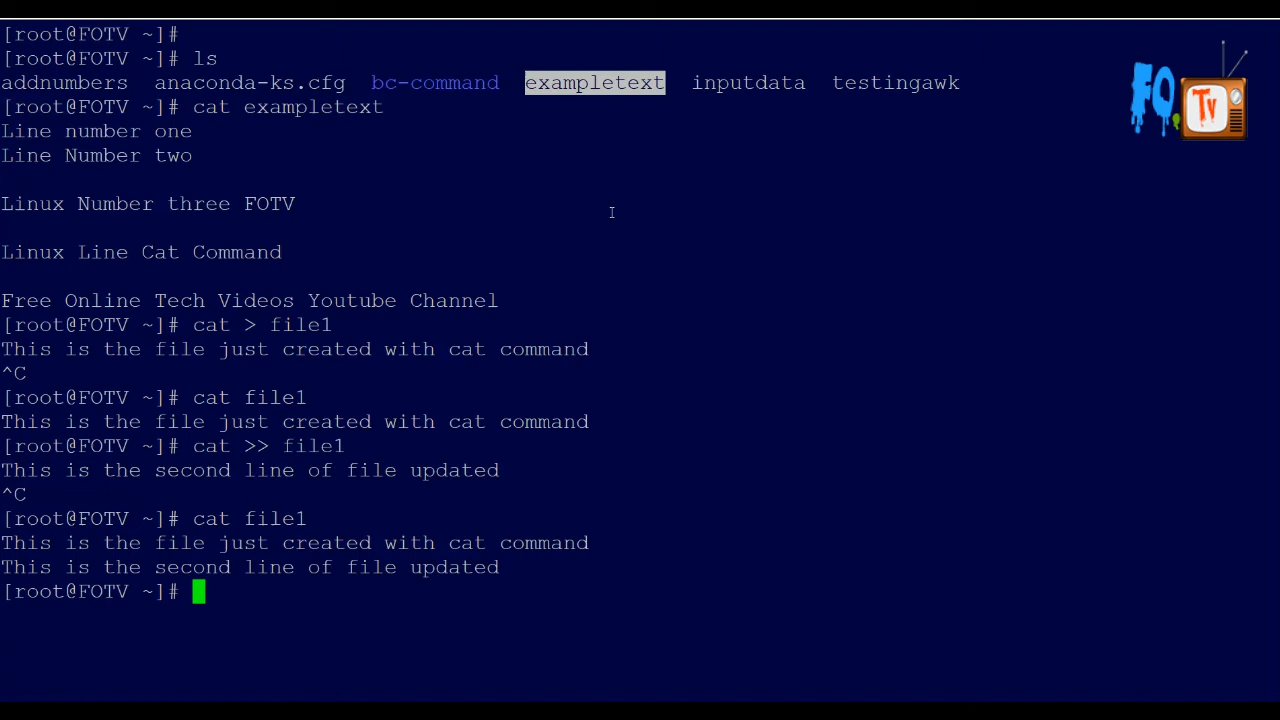 [root@FOTV ~]#
[root@FOTV ~]# ls
addnumbers  anaconda-ks.cfg  bc-command  exampletext  inputdata  testingawk
[root@FOTV ~]# cat exampletext
Line number one
Line Number two
Linux Number three FOTV
Linux Line Cat Command
Free Online Tech Videos Youtube Channel
[root@FOTV ~]# cat > file1
This is the file just created with cat command
^C
[root@FOTV ~]# cat file1
This is the file just created with cat command
[root@FOTV ~]# cat >> file1
This is the second line of file updated
^C
[root@FOTV ~]# cat file1
This is the file just created with cat command
This is the second line of file updated
[root@FOTV ~]#
FO.
Tv